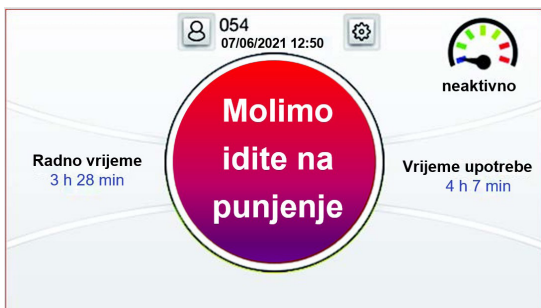 054
07/06/2021 12:50
neaktivno
Molimo
idite na
punjenje
Radno vrijeme
3 h 28 min
Vrijeme upotrebe
4 h 7 min